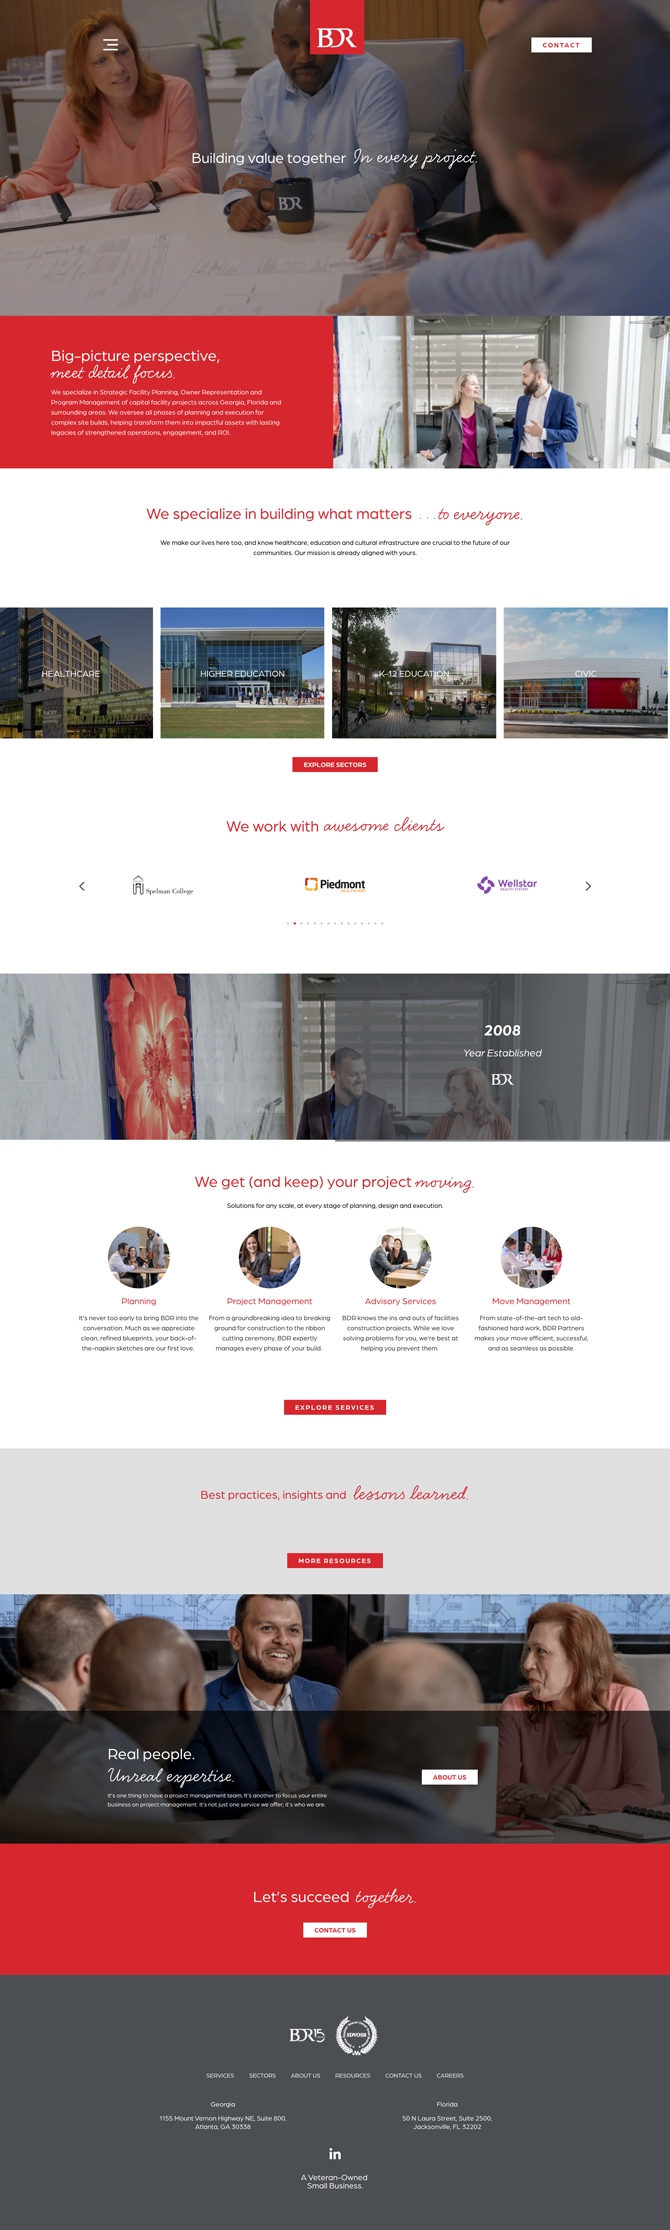 BDR
CONTACT
Building value together In every project.
BDR
Big-picture perspective,
meet detail focus.
We specialize in Strategic Facility Planning, Owner Representation and
Program Management of capital facility projects across Georgia, Florida and
surrounding areas. We oversee all phases of planning and execution for
complex site builds, helping transform them into impactful assets with lasting
legacies of strengthened operations, engagement, and ROI.
We specialize in building what matters ...to everyone.
We make our lives here too, and know healthcare, education and cultural infrastructure are crucial to the future of our
communities. Our mission is already aligned with yours.
HEALTHCARE
HIGHER EDUCATION
K-12 EDUCATION
CIVIC
EXPLORE SECTORS
We work with awesome clients
Spelman College
Piedmont
HEALTHCARE
Wellstar
HEALTH SYSTEM
2008
Year Established
BDR
We get (and keep) your project moving.
Solutions for any scale, at every stage of planning, design and execution.
Planning
It's never too early to bring BDR into the
conversation. Much as we appreciate
clean, refined blueprints, your back-of-
the-napkin sketches are our first love.
Project Management
From a groundbreaking idea to breaking
ground for construction to the ribbon
cutting ceremony, BDR expertly
manages every phase of your build.
Advisory Services
BDR knows the ins and outs of facilities
construction projects. While we love
solving problems for you, we're best at
helping you prevent them.
Move Management
From state-of-the-art tech to old-
fashioned hard work, BDR Partners
makes your move efficient, successful,
and as seamless as possible.
EXPLORE SERVICES
Best practices, insights and lessons learned.
MORE RESOURCES
Real people.
Unreal expertise.
It's one thing to have a project management team. It's another to focus your entire
business on project management. It's not just one service we offer; it's who we are.
ABOUT US
Let's succeed together.
CONTACT US
BDR 15
SDVOSB
SERVICES SECTORS ABOUT US RESOURCES CONTACT US CAREERS
Georgia
1155 Mount Vernon Highway NE, Suite 800,
Atlanta, GA 30338
Florida
50 N Laura Street, Suite 2500,
Jacksonville, FL 32202
in
A Veteran-Owned
Small Business.